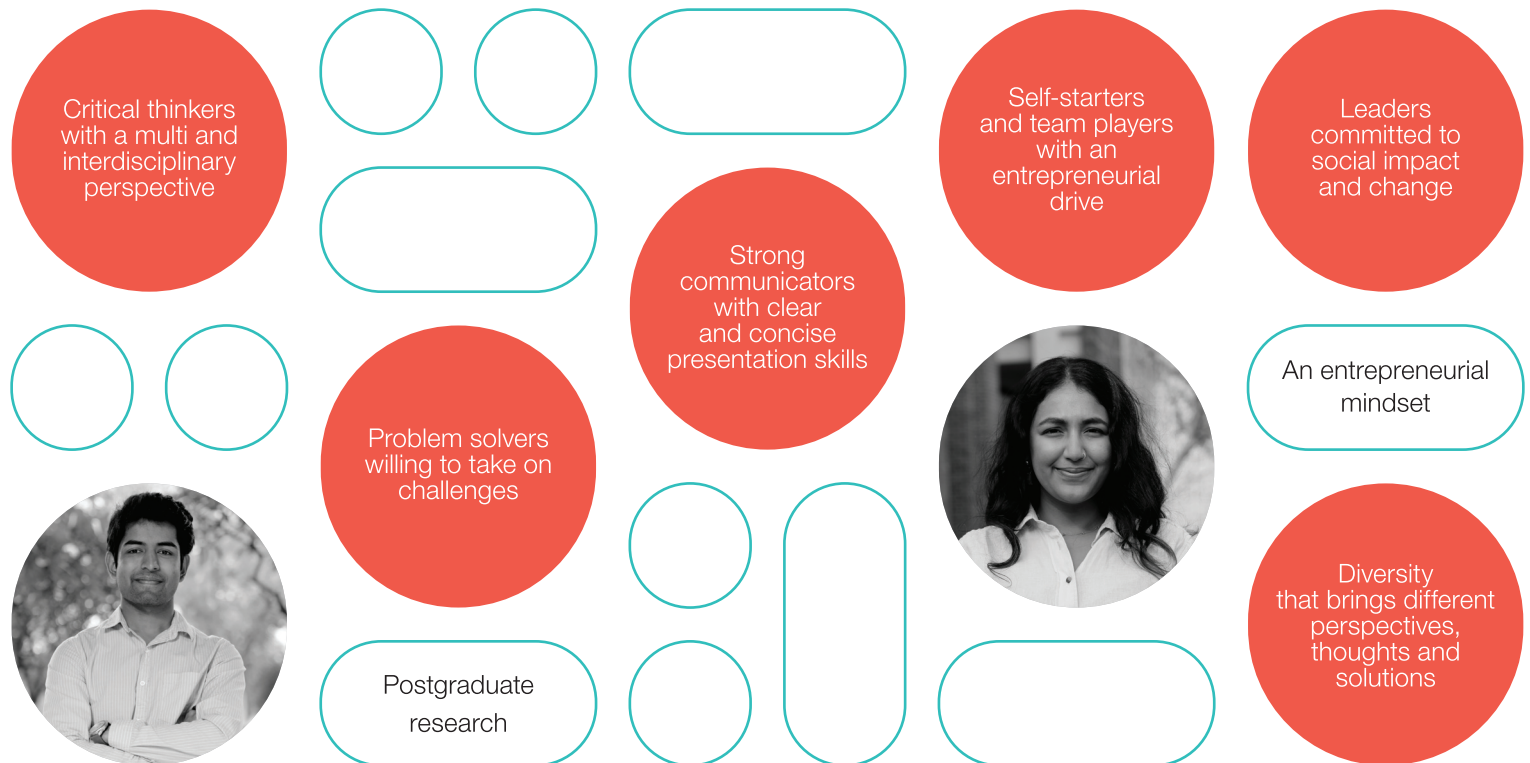 Critical thinkers
with a multi and
interdisciplinary
perspective
Self-starters
and team players
with an
entrepreneurial
drive
Leaders
committed to
social impact
and change
Strong
communicators
with clear
and concise
presentation skills
An entrepreneurial
mindset
Problem solvers
willing to take on
challenges
Diversity
that brings different
perspectives,
thoughts and
solutions
Postgraduate
research